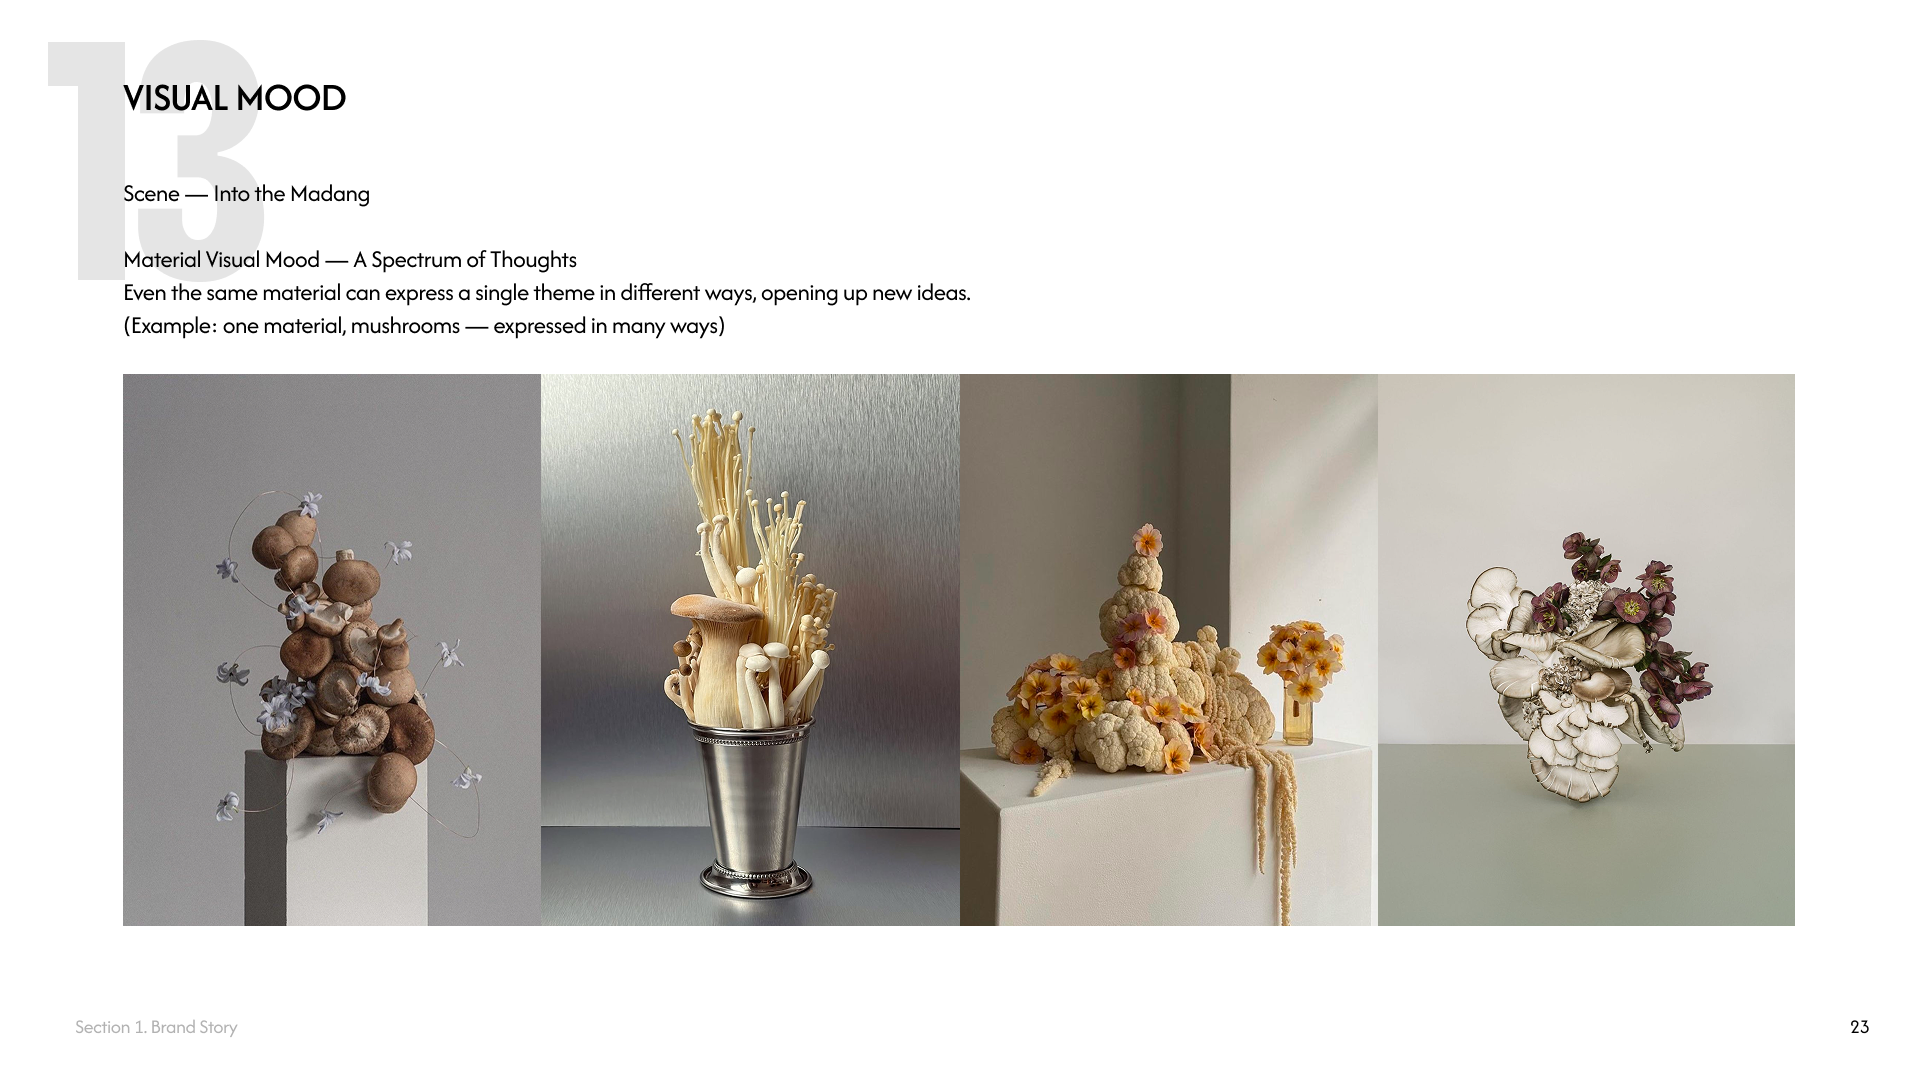 13
VISUAL MOOD
Scene — Into the Madang
Material Visual Mood — A Spectrum of Thoughts
Even the same material can express a single theme in different ways, opening up new ideas.
(Example: one material, mushrooms — expressed in many ways)
Section 1. Brand Story
23